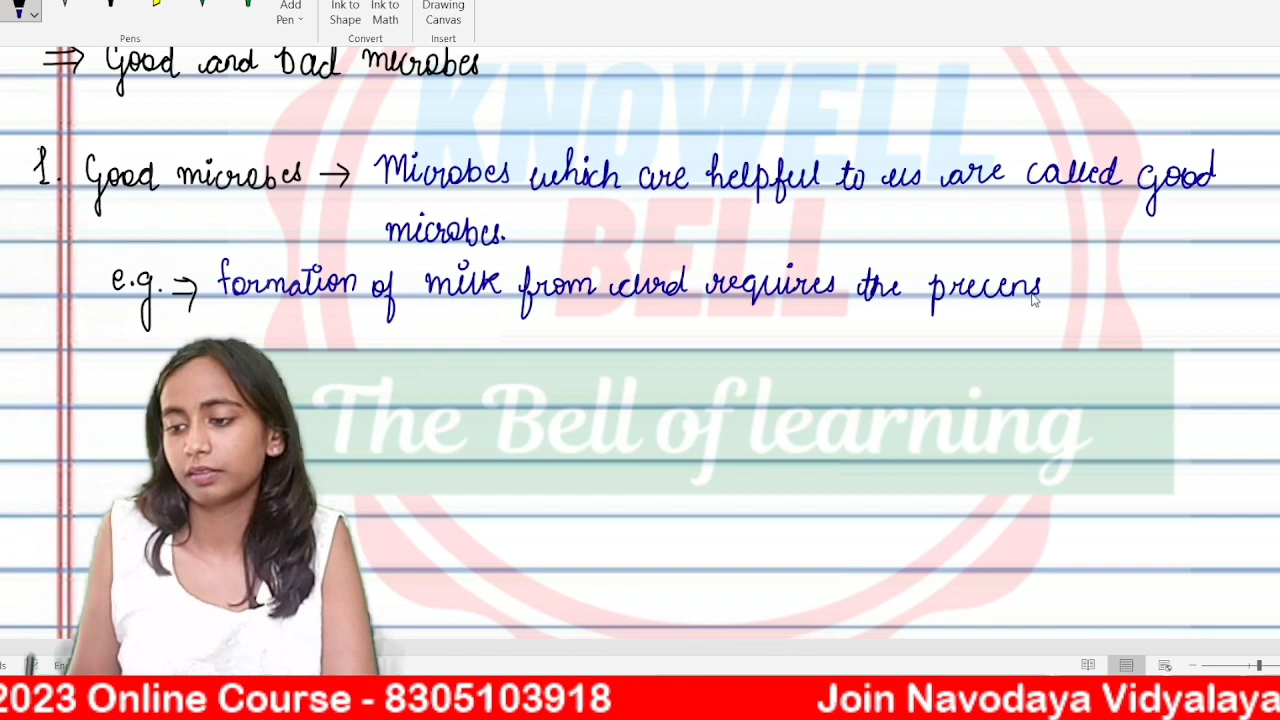 Add
Pen
Ink to
Shape
Ink to
Math
Drawing
Canvas
Pens
Convert
Insert
⇒ Good and bad microbes
KNOWELL
BELL
1. Good microbes → Microbes which are helpful to us are called good
microbes.
e.g. ⇒ formation of milk from curd requires the precens
The Bell of learning
2023 Online Course - 8305103918
Join Navodaya Vidyalaya